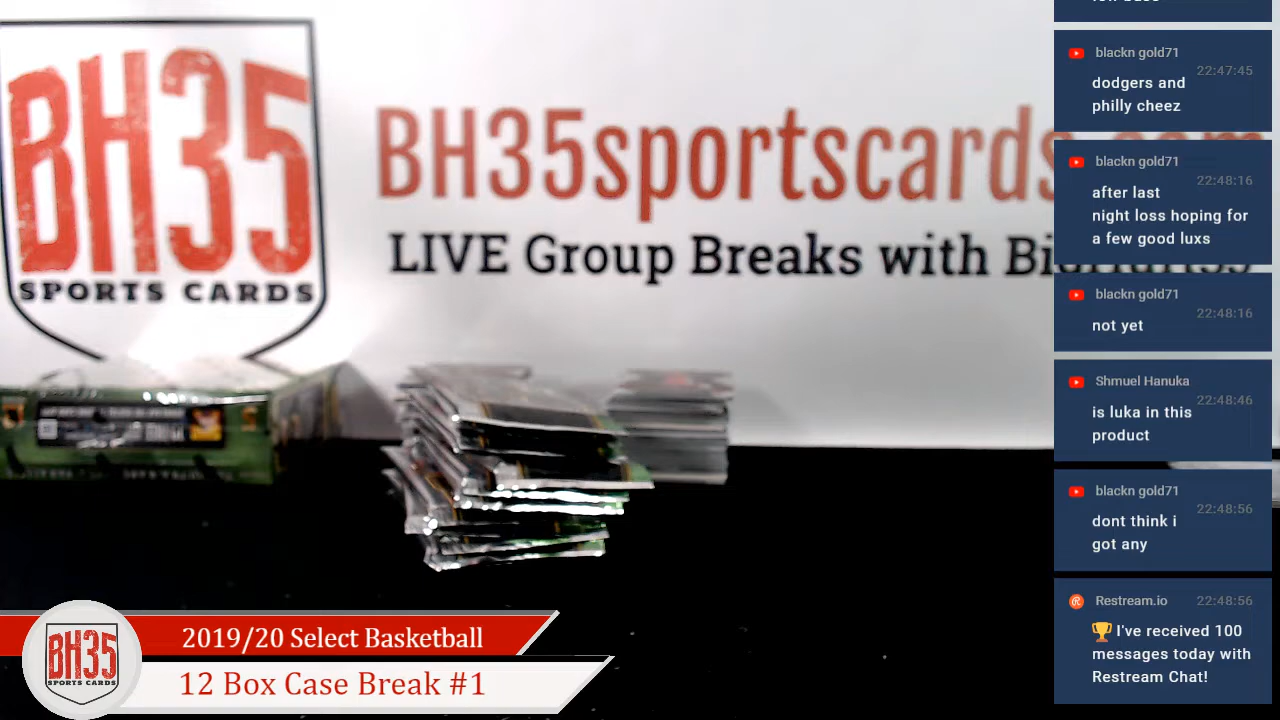 BH35
SPORTS CARDS
BH35sportscards.com
LIVE Group Breaks with
blackn gold71
22:47:45
dodgers and
philly cheez
blackn gold71
22:48:16
after last
night loss hoping for
a few good luxs
blackn gold71
22:48:16
not yet
Shmuel Hanuka
22:48:46
is luka in this
product
blackn gold71
22:48:56
dont think i
got any
Restream.io 22:48:56
🏆 I've received 100
messages today with
Restream Chat!
BH35
SPORTS CARDS
2019/20 Select Basketball
12 Box Case Break #1